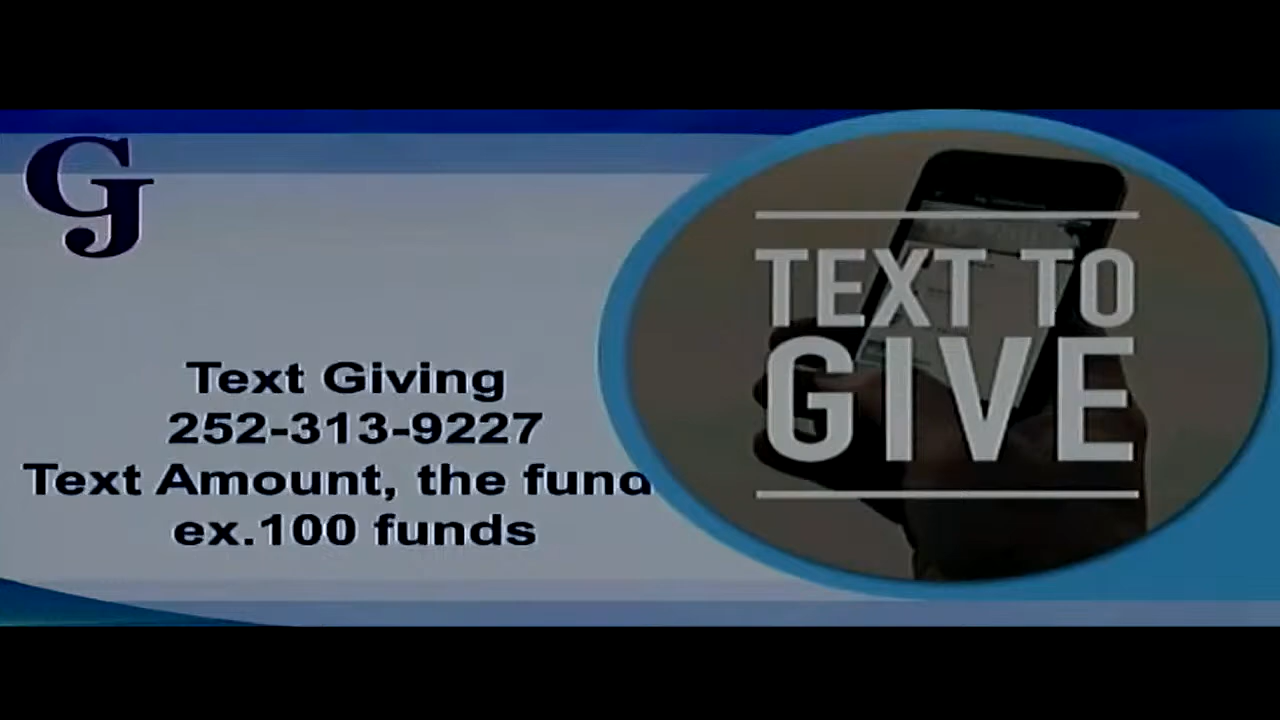 GJ
TEXT TO
GIVE
Text Giving
252-313-9227
Text Amount, the fund
ex.100 funds